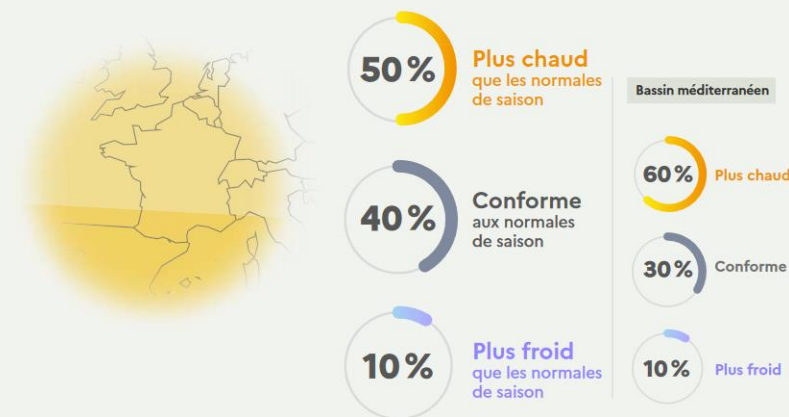 50 %
Plus chaud
que les normales
de saison
40 %
Conforme
aux normales
de saison
10 %
Plus froid
que les normales
de saison
Bassin méditerranéen
60 %
Plus chaud
30 %
Conforme
10 %
Plus froid